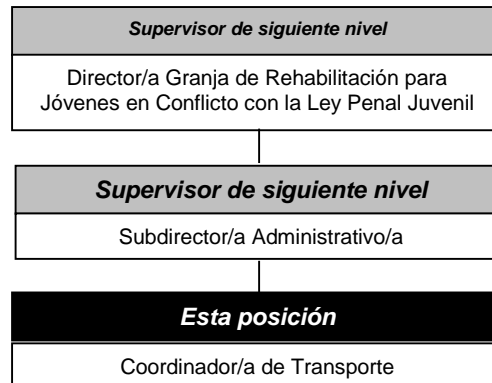 Supervisor de siguiente nivel
Director/a Granja de Rehabilitación para
Jóvenes en Conflicto con la Ley Penal Juvenil
Supervisor de siguiente nivel
Subdirector/a Administrativo/a
Esta posición
Coordinador/a de Transporte